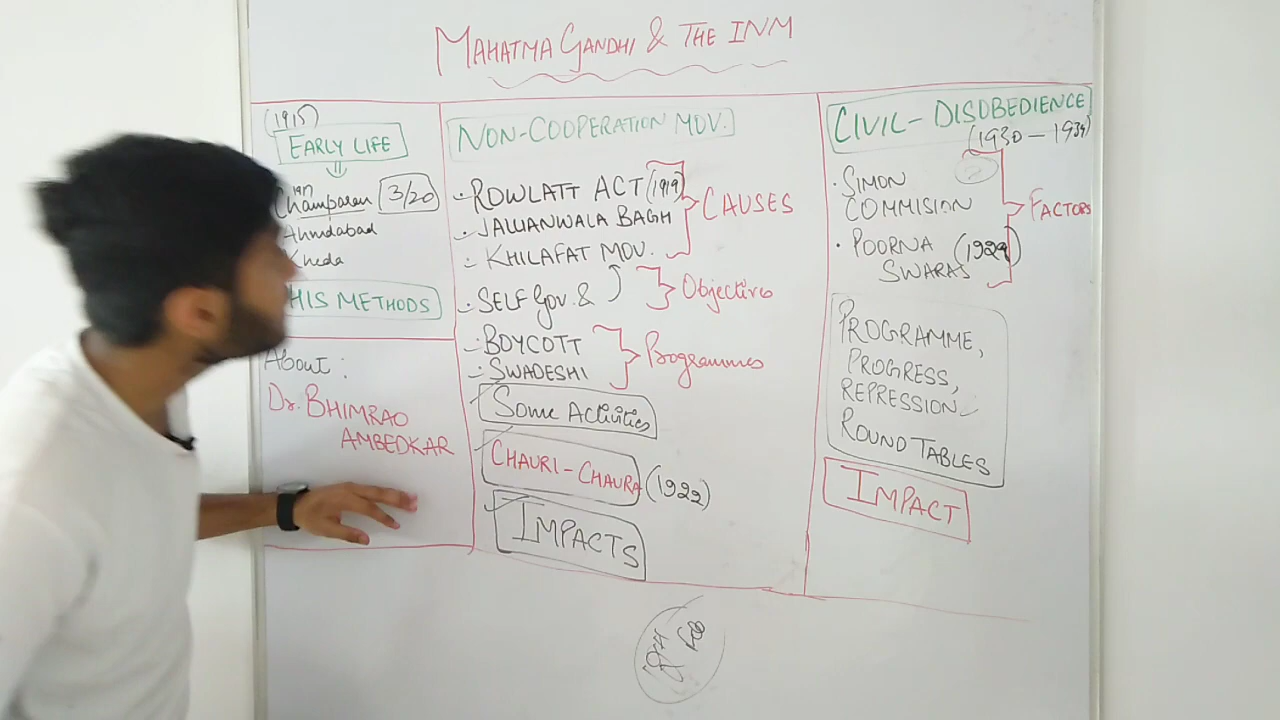 MAHATMA GANDHI & THE INM
(1915)
EARLY LIFE
1917
Champaran 3/20
Ahmdabad
Kheda
HIS METHODS
About :
Dr. BHIMRAO
AMBEDKAR
NON-COOPERATION MOV.
ROWLATT ACT (1919)
JALLIANWALA BAGH
KHILAFAT MOV.
CAUSES
SELF Gov. &
Objectives
BOYCOTT
SWADESHI
Programmes
Some Activities
CHAURI-CHAURA (1922)
IMPACTS
CIVIL-DISOBEDIENCE
(1930 - 1934)
SIMON
COMMISION
POORNA (1929)
SWARAJ
FACTORS
PROGRAMME,
PROGRESS,
REPRESSION
ROUND TABLES
IMPACT